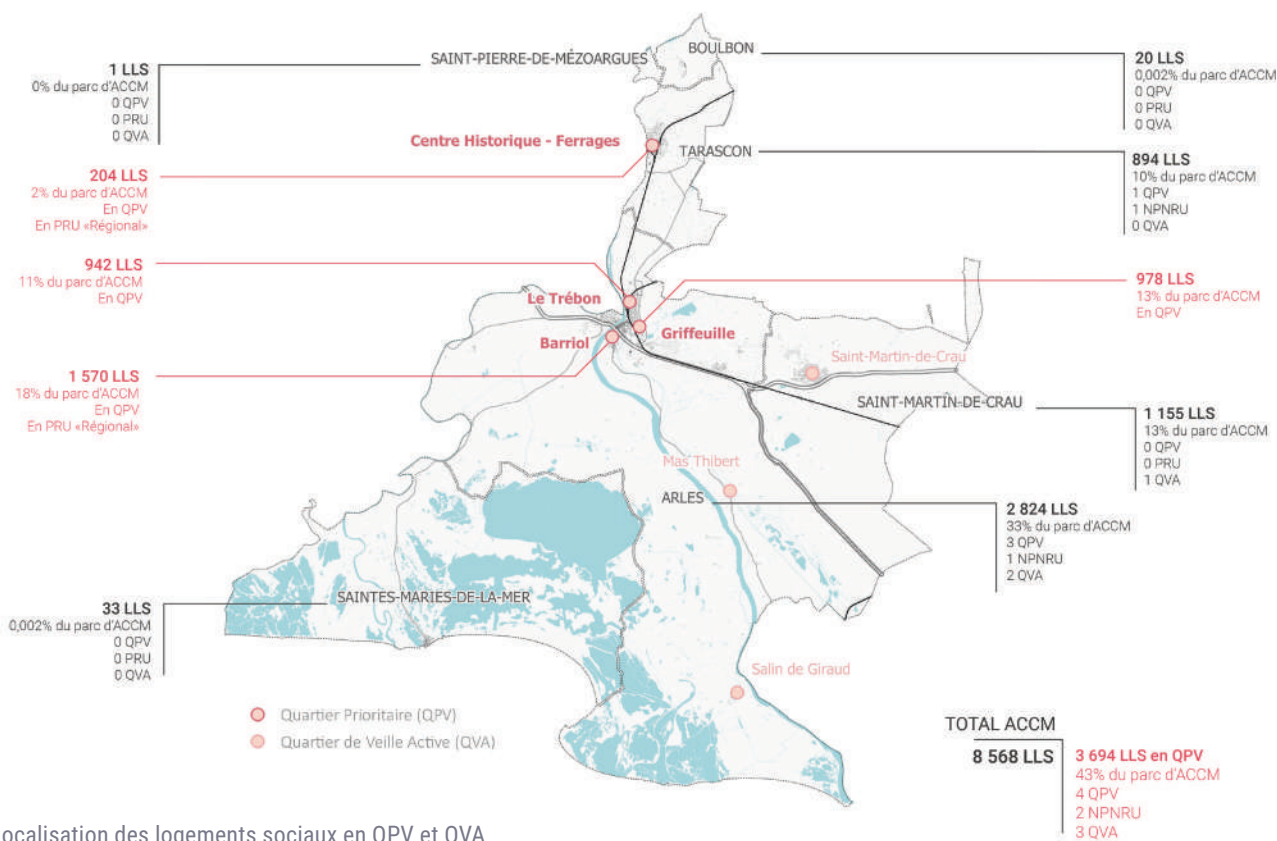 SAINT-PIERRE-DE-MÉZOARGUES
BOULBON
1 LLS
0% du parc d'ACCM
0 QPV
0 PRU
0 QVA
20 LLS
0,002% du parc d'ACCM
0 QPV
0 PRU
0 QVA
Centre Historique - Ferrages
TARASCON
204 LLS
2% du parc d'ACCM
En QPV
En PRU «Régional»
894 LLS
10% du parc d'ACCM
1 QPV
1 NPNRU
0 QVA
942 LLS
11% du parc d'ACCM
En QPV
Le Trébon
978 LLS
13% du parc d'ACCM
En QPV
Barriol
Griffeuille
Saint-Martin-de-Crau
1 570 LLS
18% du parc d'ACCM
En QPV
En PRU «Régional»
SAINT-MARTIN-DE-CRAU
1 155 LLS
13% du parc d'ACCM
0 QPV
0 PRU
1 QVA
Mas Thibert
ARLES
2 824 LLS
33% du parc d'ACCM
3 QPV
1 NPNRU
2 QVA
SAINTES-MARIES-DE-LA-MER
33 LLS
0,002% du parc d'ACCM
0 QPV
0 PRU
0 QVA
Salin de Giraud
Quartier Prioritaire (QPV)
Quartier de Veille Active (QVA)
TOTAL ACCM
8 568 LLS
3 694 LLS en QPV
43% du parc d'ACCM
4 QPV
2 NPNRU
3 QVA
ocalisation des logements sociaux en QPV et QVA